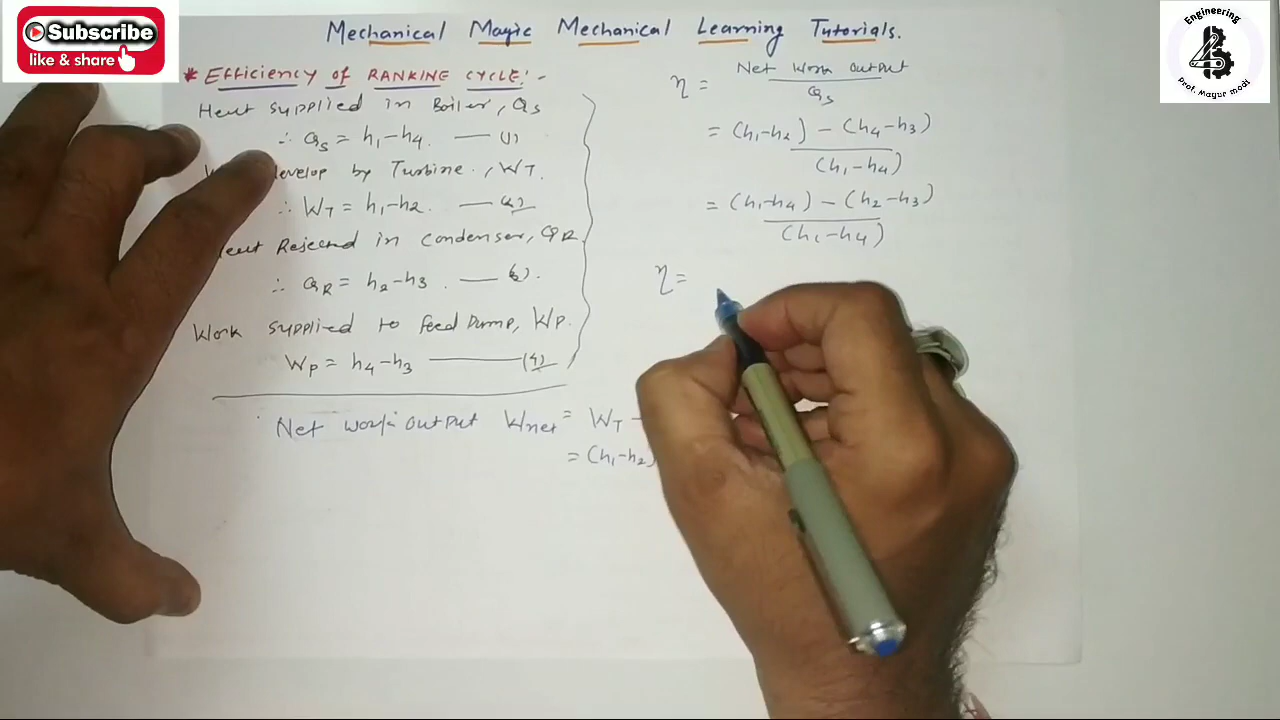 Subscribe
like & share
Engineering
Prof. Mayur modi
Mechanical Magic Mechanical Learning Tutorials.
* Efficiency of RANKINE CYCLE:-
Heat supplied in Boiler, Qs
∴ Qs = h1-h4. —— (1)
develop by Turbine, WT.
∴ WT = h1-h2. —— (2)
Heat Rejected in Condenser, QR.
∴ QR = h2-h3. —— (3).
Work supplied to feed Pump, WP.
WP = h4-h3 ——— (4)
Net work output Wnet = WT -
= (h1-h2)
η = Net work output
Qs
= (h1-h2) - (h4-h3)
(h1-h4)
= (h1-h4) - (h2-h3)
(h1-h4)
η =